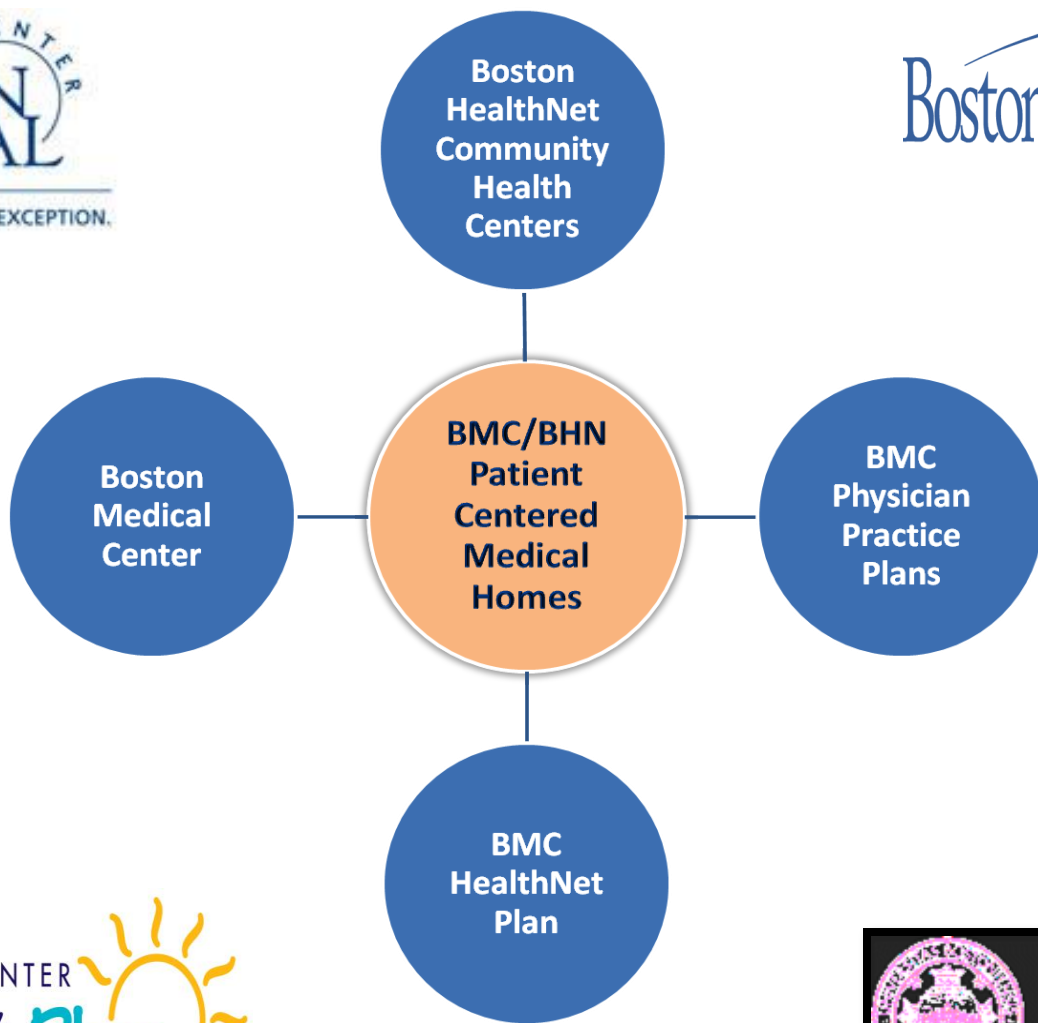 EXCEPTION.
Boston
HealthNet
Community
Health
Centers
Boston
Boston
Medical
Center
BMC/BHN
Patient
Centered
Medical
Homes
BMC
Physician
Practice
Plans
BMC
HealthNet
Plan